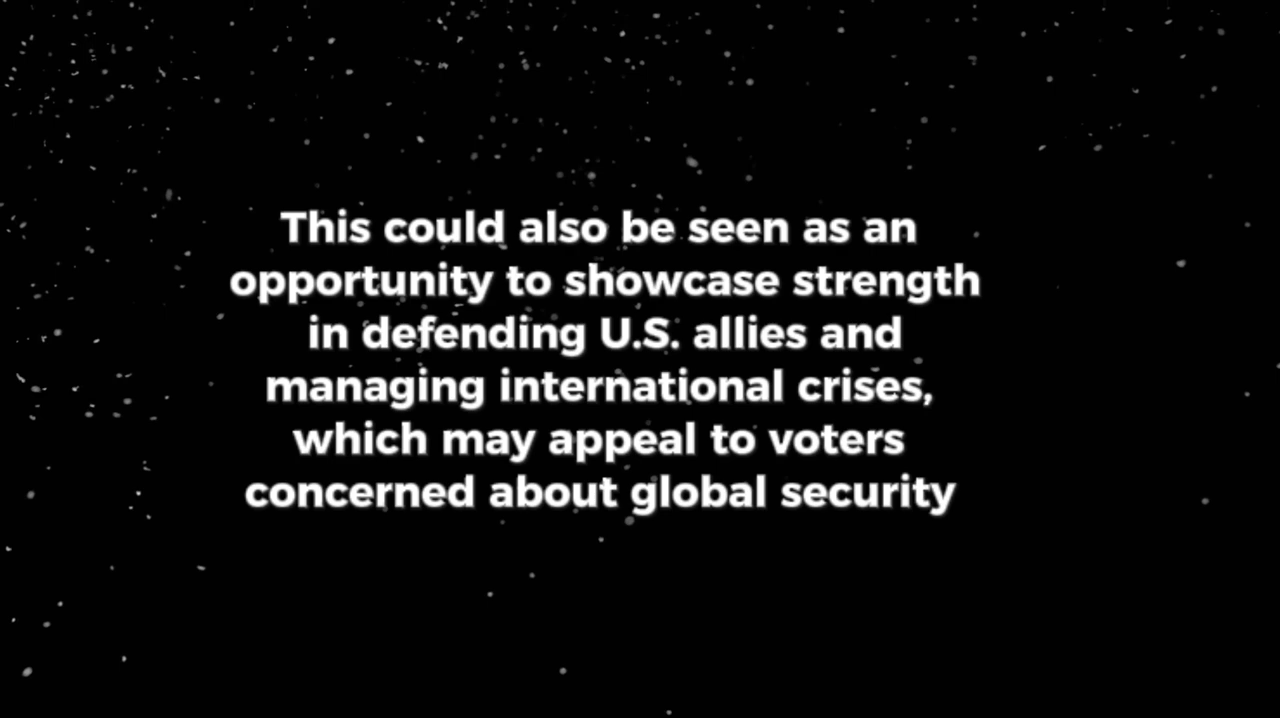 This could also be seen as an
opportunity to showcase strength
in defending U.S. allies and
managing international crises,
which may appeal to voters
concerned about global security